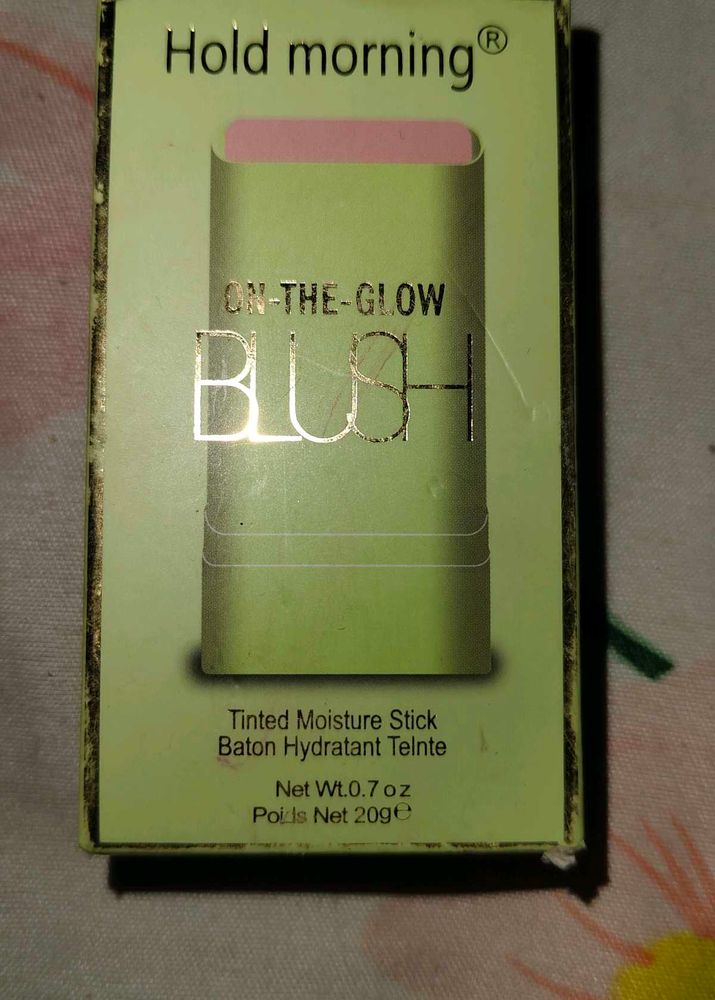 Hold morning®
ON-THE-GLOW
BLUSH
Tinted Moisture Stick
Baton Hydratant Telnte
Net Wt.0.7 oz
Poids Net 20g℮